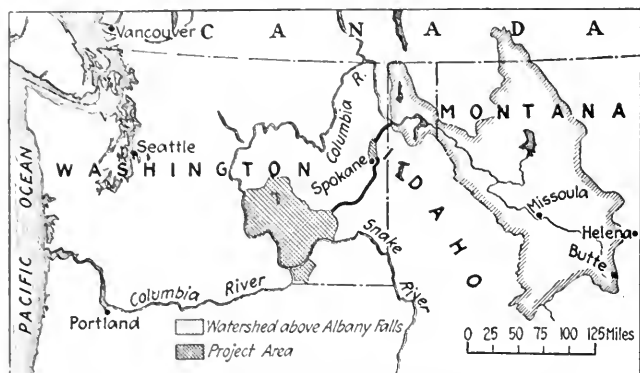 Vancouver
C A N A D A
Columbia R.
MONTANA
Seattle
WASHINGTON
Spokane
IDAHO
Missoula
Helena
Butte
PACIFIC OCEAN
Snake River
Columbia River
Portland
Watershed above Albany Falls
Project Area
0 25 50 75 100 125 Miles